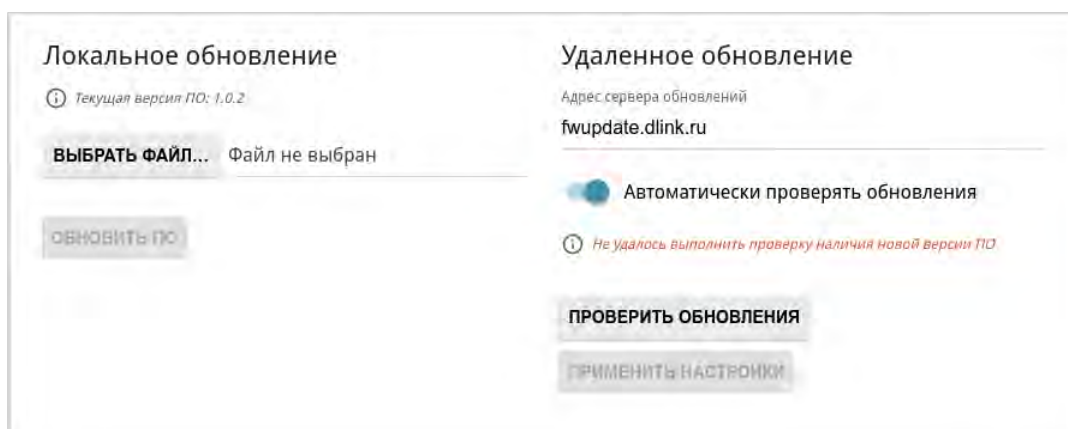 Локальное обновление
Текущая версия ПО: 1.0.2
ВЫБРАТЬ ФАЙЛ... Файл не выбран
ОБНОВИТЬ ПО
Удаленное обновление
Адрес сервера обновлений
fwupdate.dlink.ru
Автоматически проверять обновления
Не удалось выполнить проверку наличия новой версии ПО
ПРОВЕРИТЬ ОБНОВЛЕНИЯ
ПРИМЕНИТЬ НАСТРОЙКИ